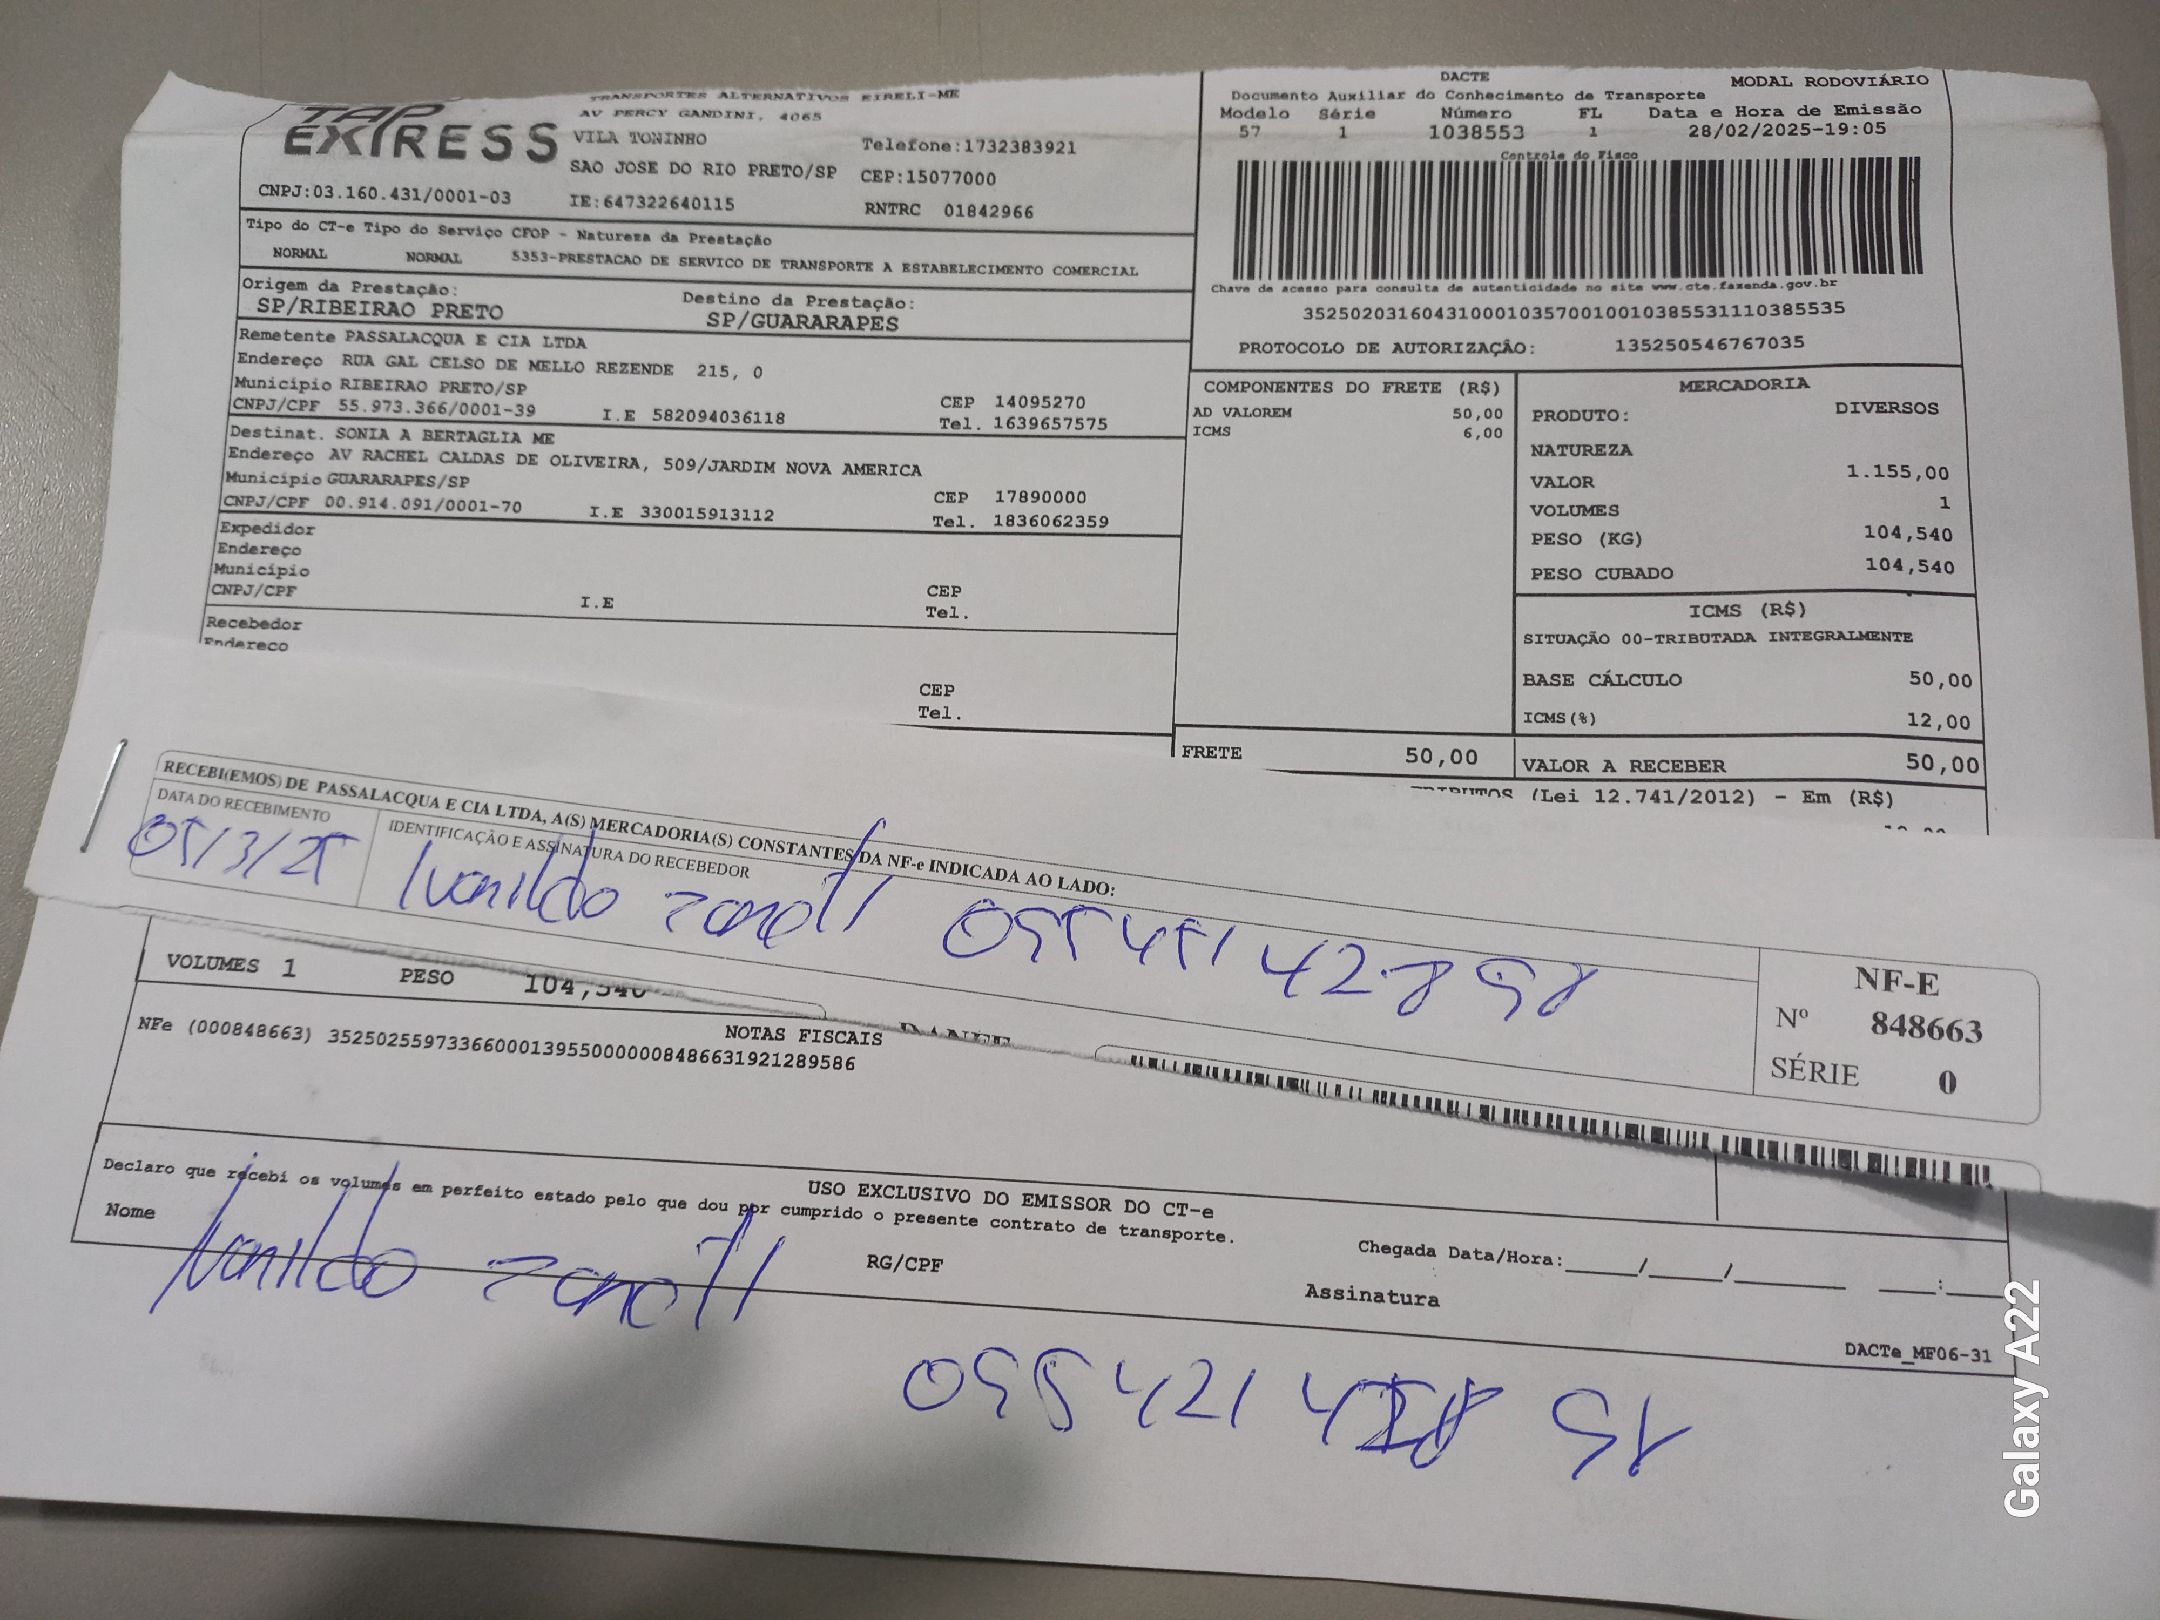 TAP
EXPRESS
TRANSPORTES ALTERNATIVOS EIRELI-ME
AV PERCY GANDINI, 4065
VILA TONINHO
Telefone:1732383921
SAO JOSE DO RIO PRETO/SP
CEP:15077000
CNPJ:03.160.431/0001-03
IE:647322640115
RNTRC 01842966
DACTE
MODAL RODOVIÁRIO
Documento Auxiliar do Conhecimento de Transporte
Modelo Série Número FL Data e Hora de Emissão
57 1 1038553 1 28/02/2025-19:05
Controle do Fisco
Chave de acesso para consulta de autenticidade no site www.cte.fazenda.gov.br
35250203160431000103570010010385531110385535
PROTOCOLO DE AUTORIZAÇÃO: 135250546767035
Tipo do CT-e Tipo do Serviço CFOP - Natureza da Prestação
NORMAL NORMAL 5353-PRESTACAO DE SERVICO DE TRANSPORTE A ESTABELECIMENTO COMERCIAL
Origem da Prestação: Destino da Prestação:
SP/RIBEIRAO PRETO SP/GUARARAPES
Remetente PASSALACQUA E CIA LTDA
Endereço RUA GAL CELSO DE MELLO REZENDE 215, 0
Município RIBEIRAO PRETO/SP CEP 14095270
CNPJ/CPF 55.973.366/0001-39 I.E 582094036118 Tel. 1639657575
Destinat. SONIA A BERTAGLIA ME
Endereço AV RACHEL CALDAS DE OLIVEIRA, 509/JARDIM NOVA AMERICA
Município GUARARAPES/SP CEP 17890000
CNPJ/CPF 00.914.091/0001-70 I.E 330015913112 Tel. 1836062359
Expedidor
Endereço
Município CEP
CNPJ/CPF I.E Tel.
Recebedor
Endereço
CEP
Tel.
COMPONENTES DO FRETE (R$)
AD VALOREM 50,00
ICMS 6,00
FRETE 50,00
MERCADORIA
PRODUTO: DIVERSOS
NATUREZA
VALOR 1.155,00
VOLUMES 1
PESO (KG) 104,540
PESO CUBADO 104,540
ICMS (R$)
SITUAÇÃO 00-TRIBUTADA INTEGRALMENTE
BASE CÁLCULO 50,00
ICMS(%) 12,00
VALOR A RECEBER 50,00
TRIBUTOS (Lei 12.741/2012) - Em (R$)
RECEBI(EMOS) DE PASSALACQUA E CIA LTDA, A(S) MERCADORIA(S) CONSTANTES DA NF-e INDICADA AO LADO:
DATA DO RECEBIMENTO IDENTIFICAÇÃO E ASSINATURA DO RECEBEDOR
05/3/25 Ivanildo
NF-E
Nº 848663
SÉRIE 0
VOLUMES 1 PESO 104,540
DANFE
NOTAS FISCAIS
NFe (000848663) 35250255973366000139550000008486631921289586
USO EXCLUSIVO DO EMISSOR DO CT-e
Declaro que recebi os volumes em perfeito estado pelo que dou por cumprido o presente contrato de transporte.
Nome RG/CPF Assinatura Chegada Data/Hora:____/____/______ ___:___
Ivanildo
DACTe_MF06-31
Galaxy A22